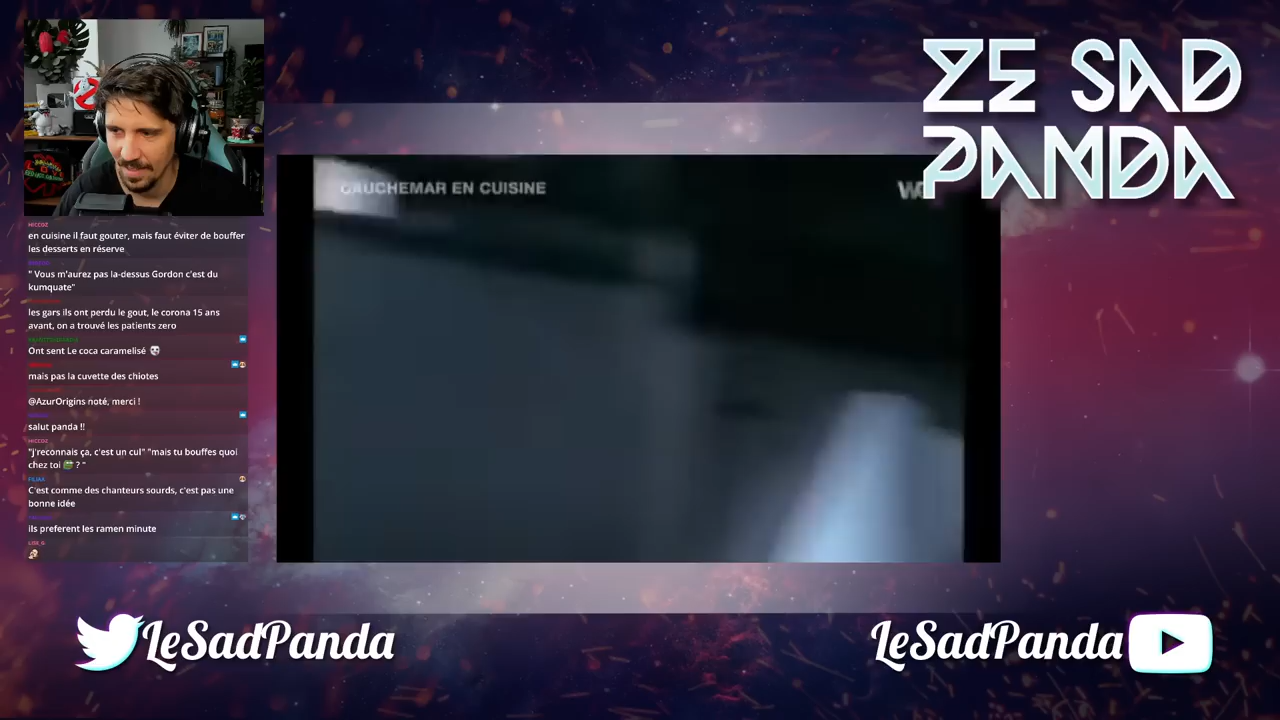 ZE SAD
PANDA
CAUCHEMAR EN CUISINE
W
HICCOZ
en cuisine il faut gouter, mais faut éviter de bouffer
les desserts en réserve
" Vous m'aurez pas la-dessus Gordon c'est du
kumquate"
les gars ils ont perdu le gout, le corona 15 ans
avant, on a trouvé les patients zero
Ont sent Le coca caramelisé
mais pas la cuvette des chiotes
@AzurOrigins noté, merci !
salut panda !!
HICCOZ
"j'reconnais ça, c'est un cul" "mais tu bouffes quoi
chez toi ? "
C'est comme des chanteurs sourds, c'est pas une
bonne idée
ils preferent les ramen minute
LeSadPanda
LeSadPanda